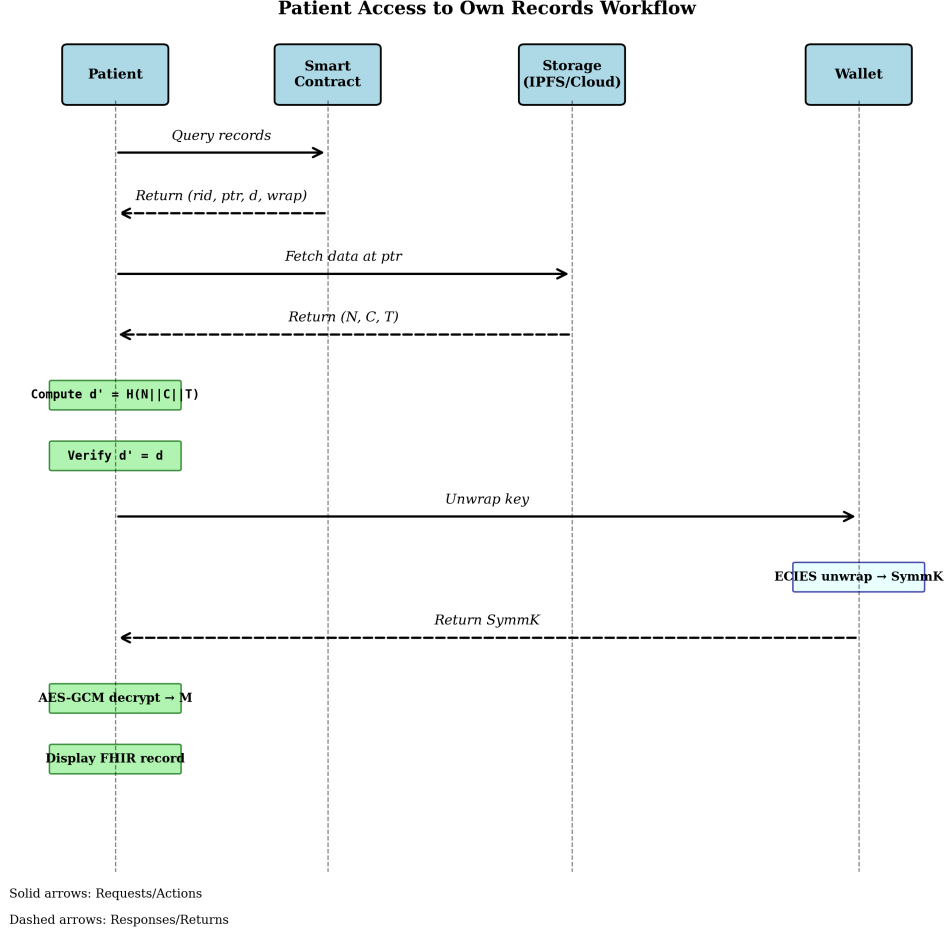 Patient Access to Own Records Workflow
Patient
Smart
Contract
Storage
(IPFS/Cloud)
Wallet
Query records
Return (rid, ptr, d, wrap)
Fetch data at ptr
Return (N, C, T)
Compute d' = H(N||C||T)
Verify d' = d
Unwrap key
ECIES unwrap → SymmK
Return SymmK
AES-GCM decrypt → M
Display FHIR record
Solid arrows: Requests/Actions
Dashed arrows: Responses/Returns